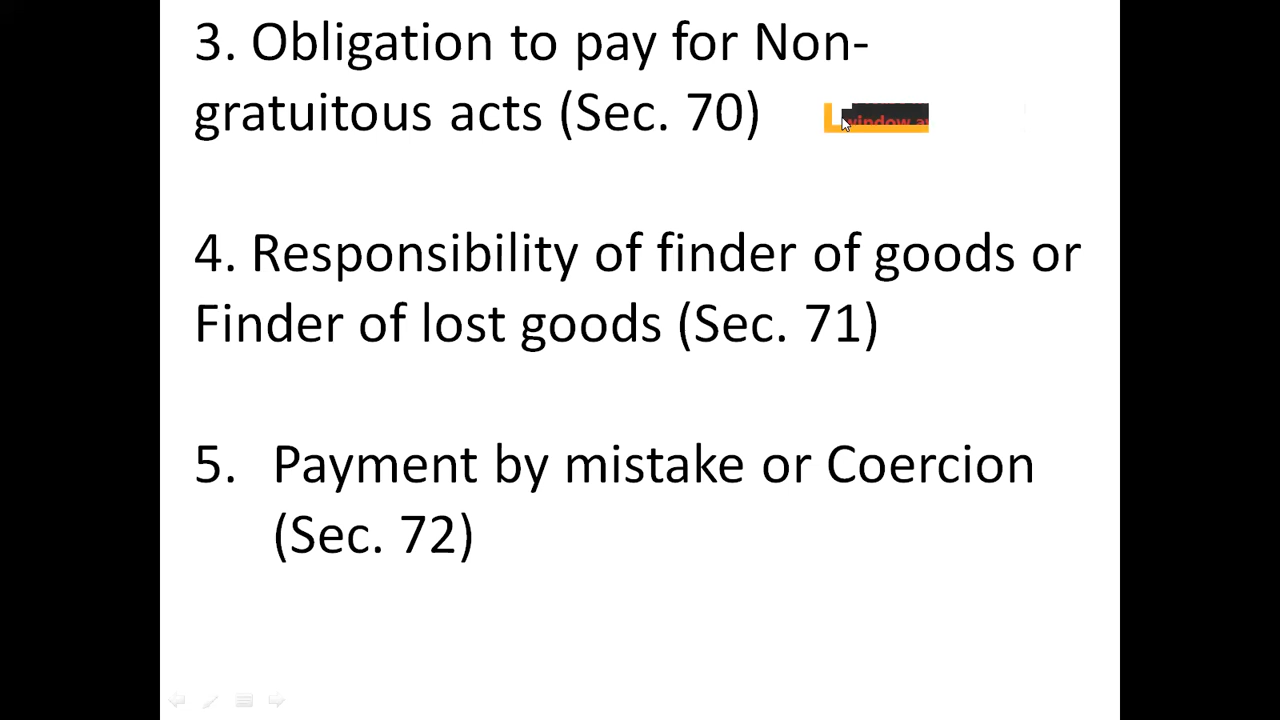 3. Obligation to pay for Non-
gratuitous acts (Sec. 70)
window
4. Responsibility of finder of goods or
Finder of lost goods (Sec. 71)
5. Payment by mistake or Coercion
(Sec. 72)